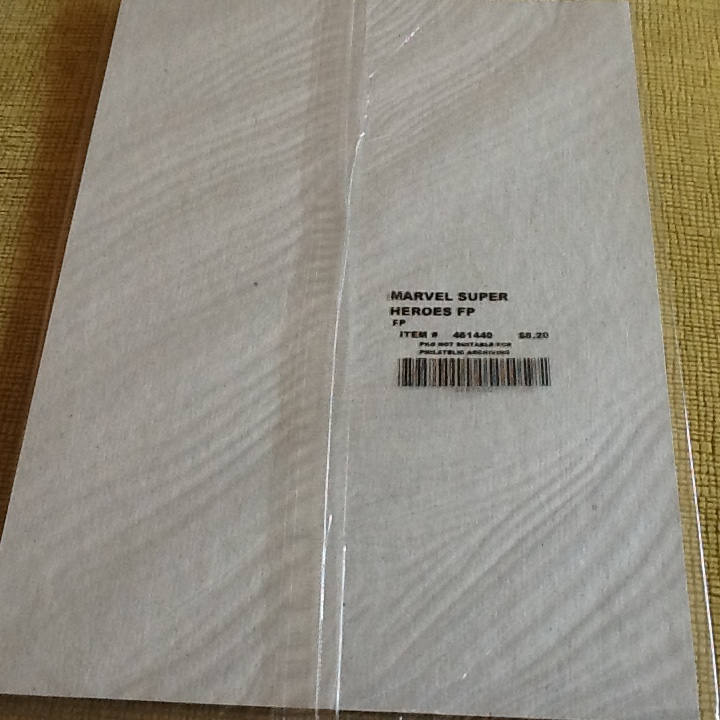 MARVEL SUPER
HEROES FP
FP
ITEM # 461440 $8.20
PKG NOT SUITABLE FOR
PHILATELIC ARCHIVING